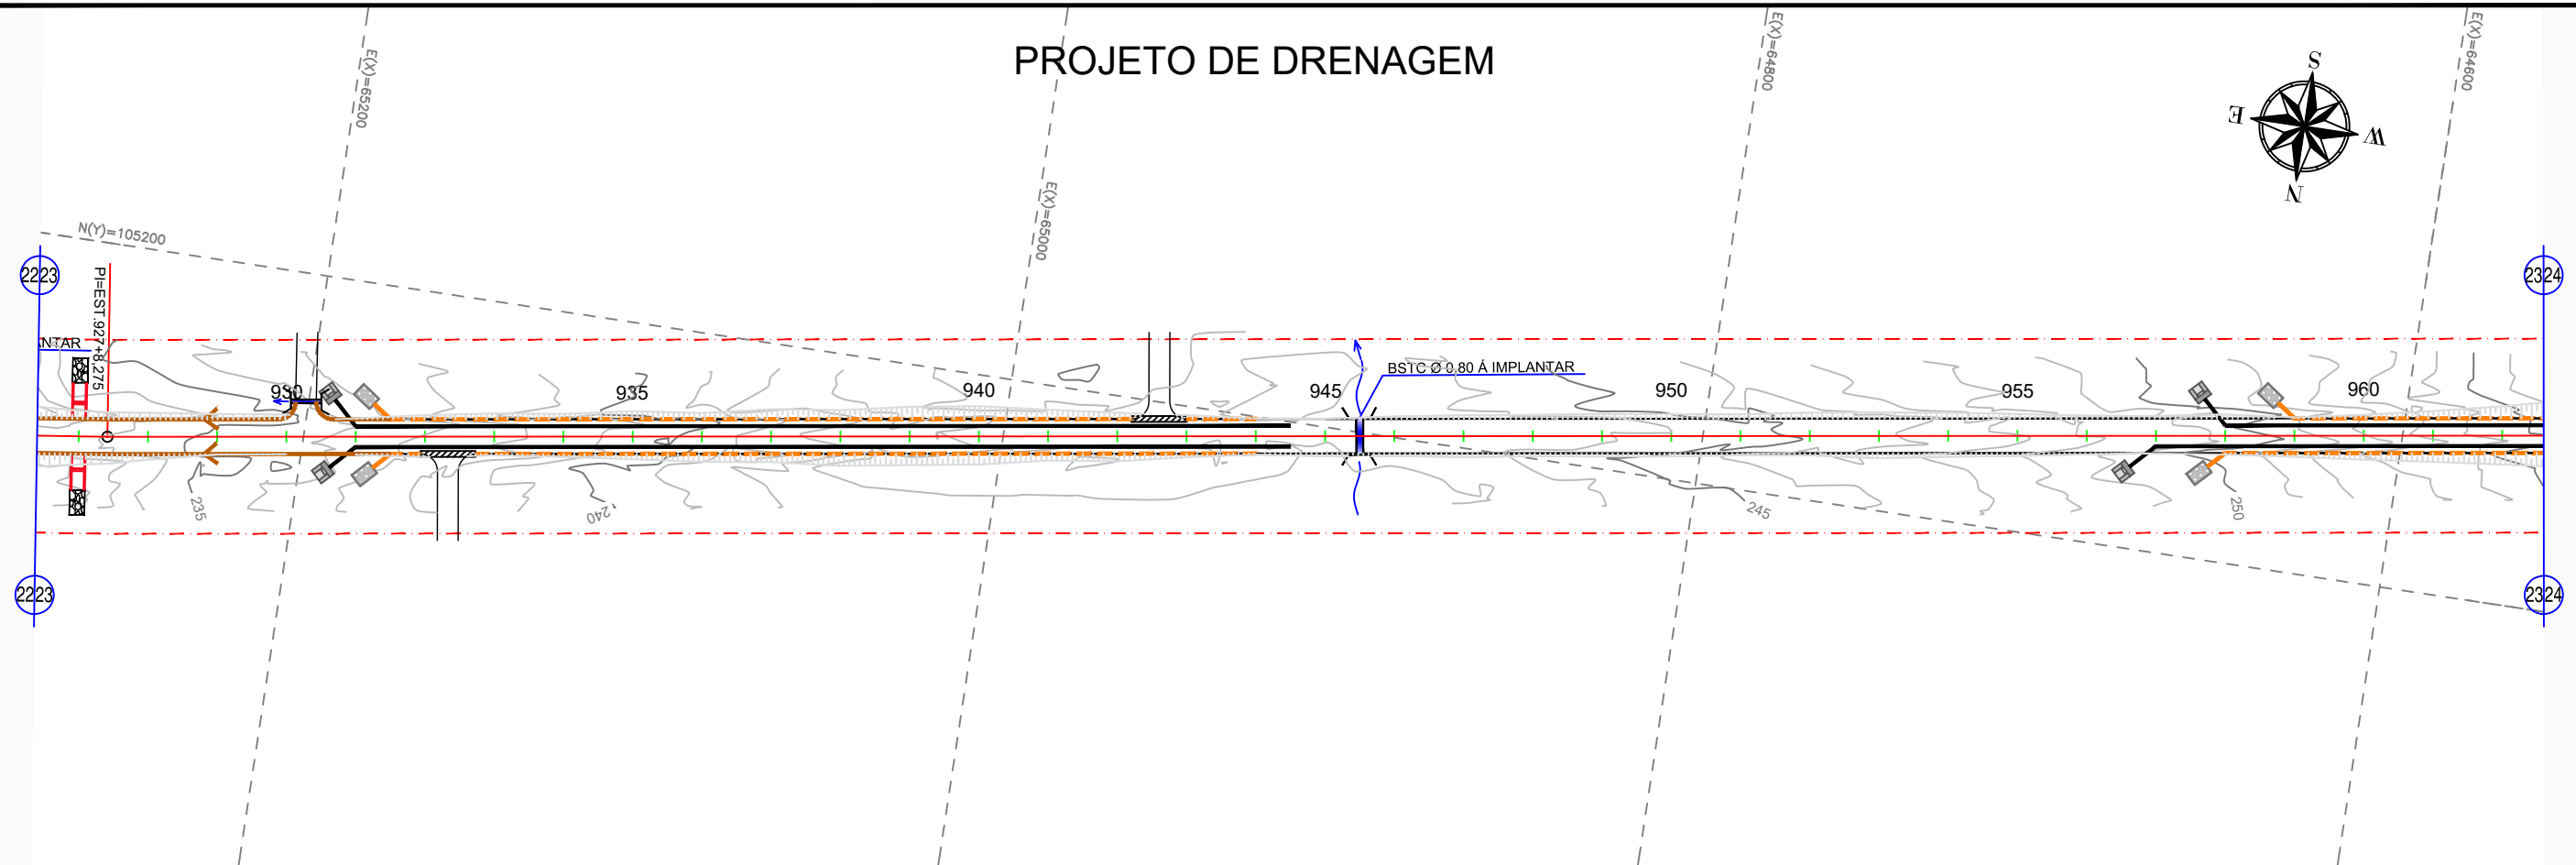 PROJETO DE DRENAGEM
E(X)=65200
E(X)=65000
E(X)=64800
E(X)=64600
S
E
W
N
N(Y)=105200
2223
2324
PI=EST.927+8,275
ANTAR
930
935
940
945
950
955
960
BSTC Ø 0.80 Á IMPLANTAR
235
240
245
250
2223
2324